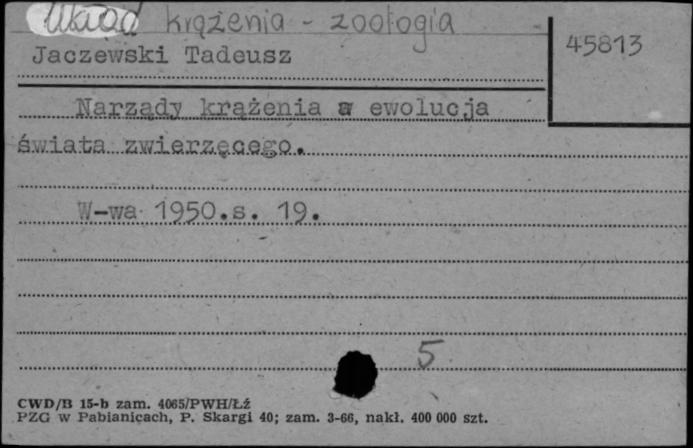 Układ krążenia - zoologia
45813
Jaczewski Tadeusz
Narządy krążenia a ewolucja
świata zwierzęcego.
W-wa 1950.s. 19.
5
CWD/B 15-b zam. 4065/PWH/Łź
PZG w Pabianicach, P. Skargi 40; zam. 3-66, nakł. 400 000 szt.